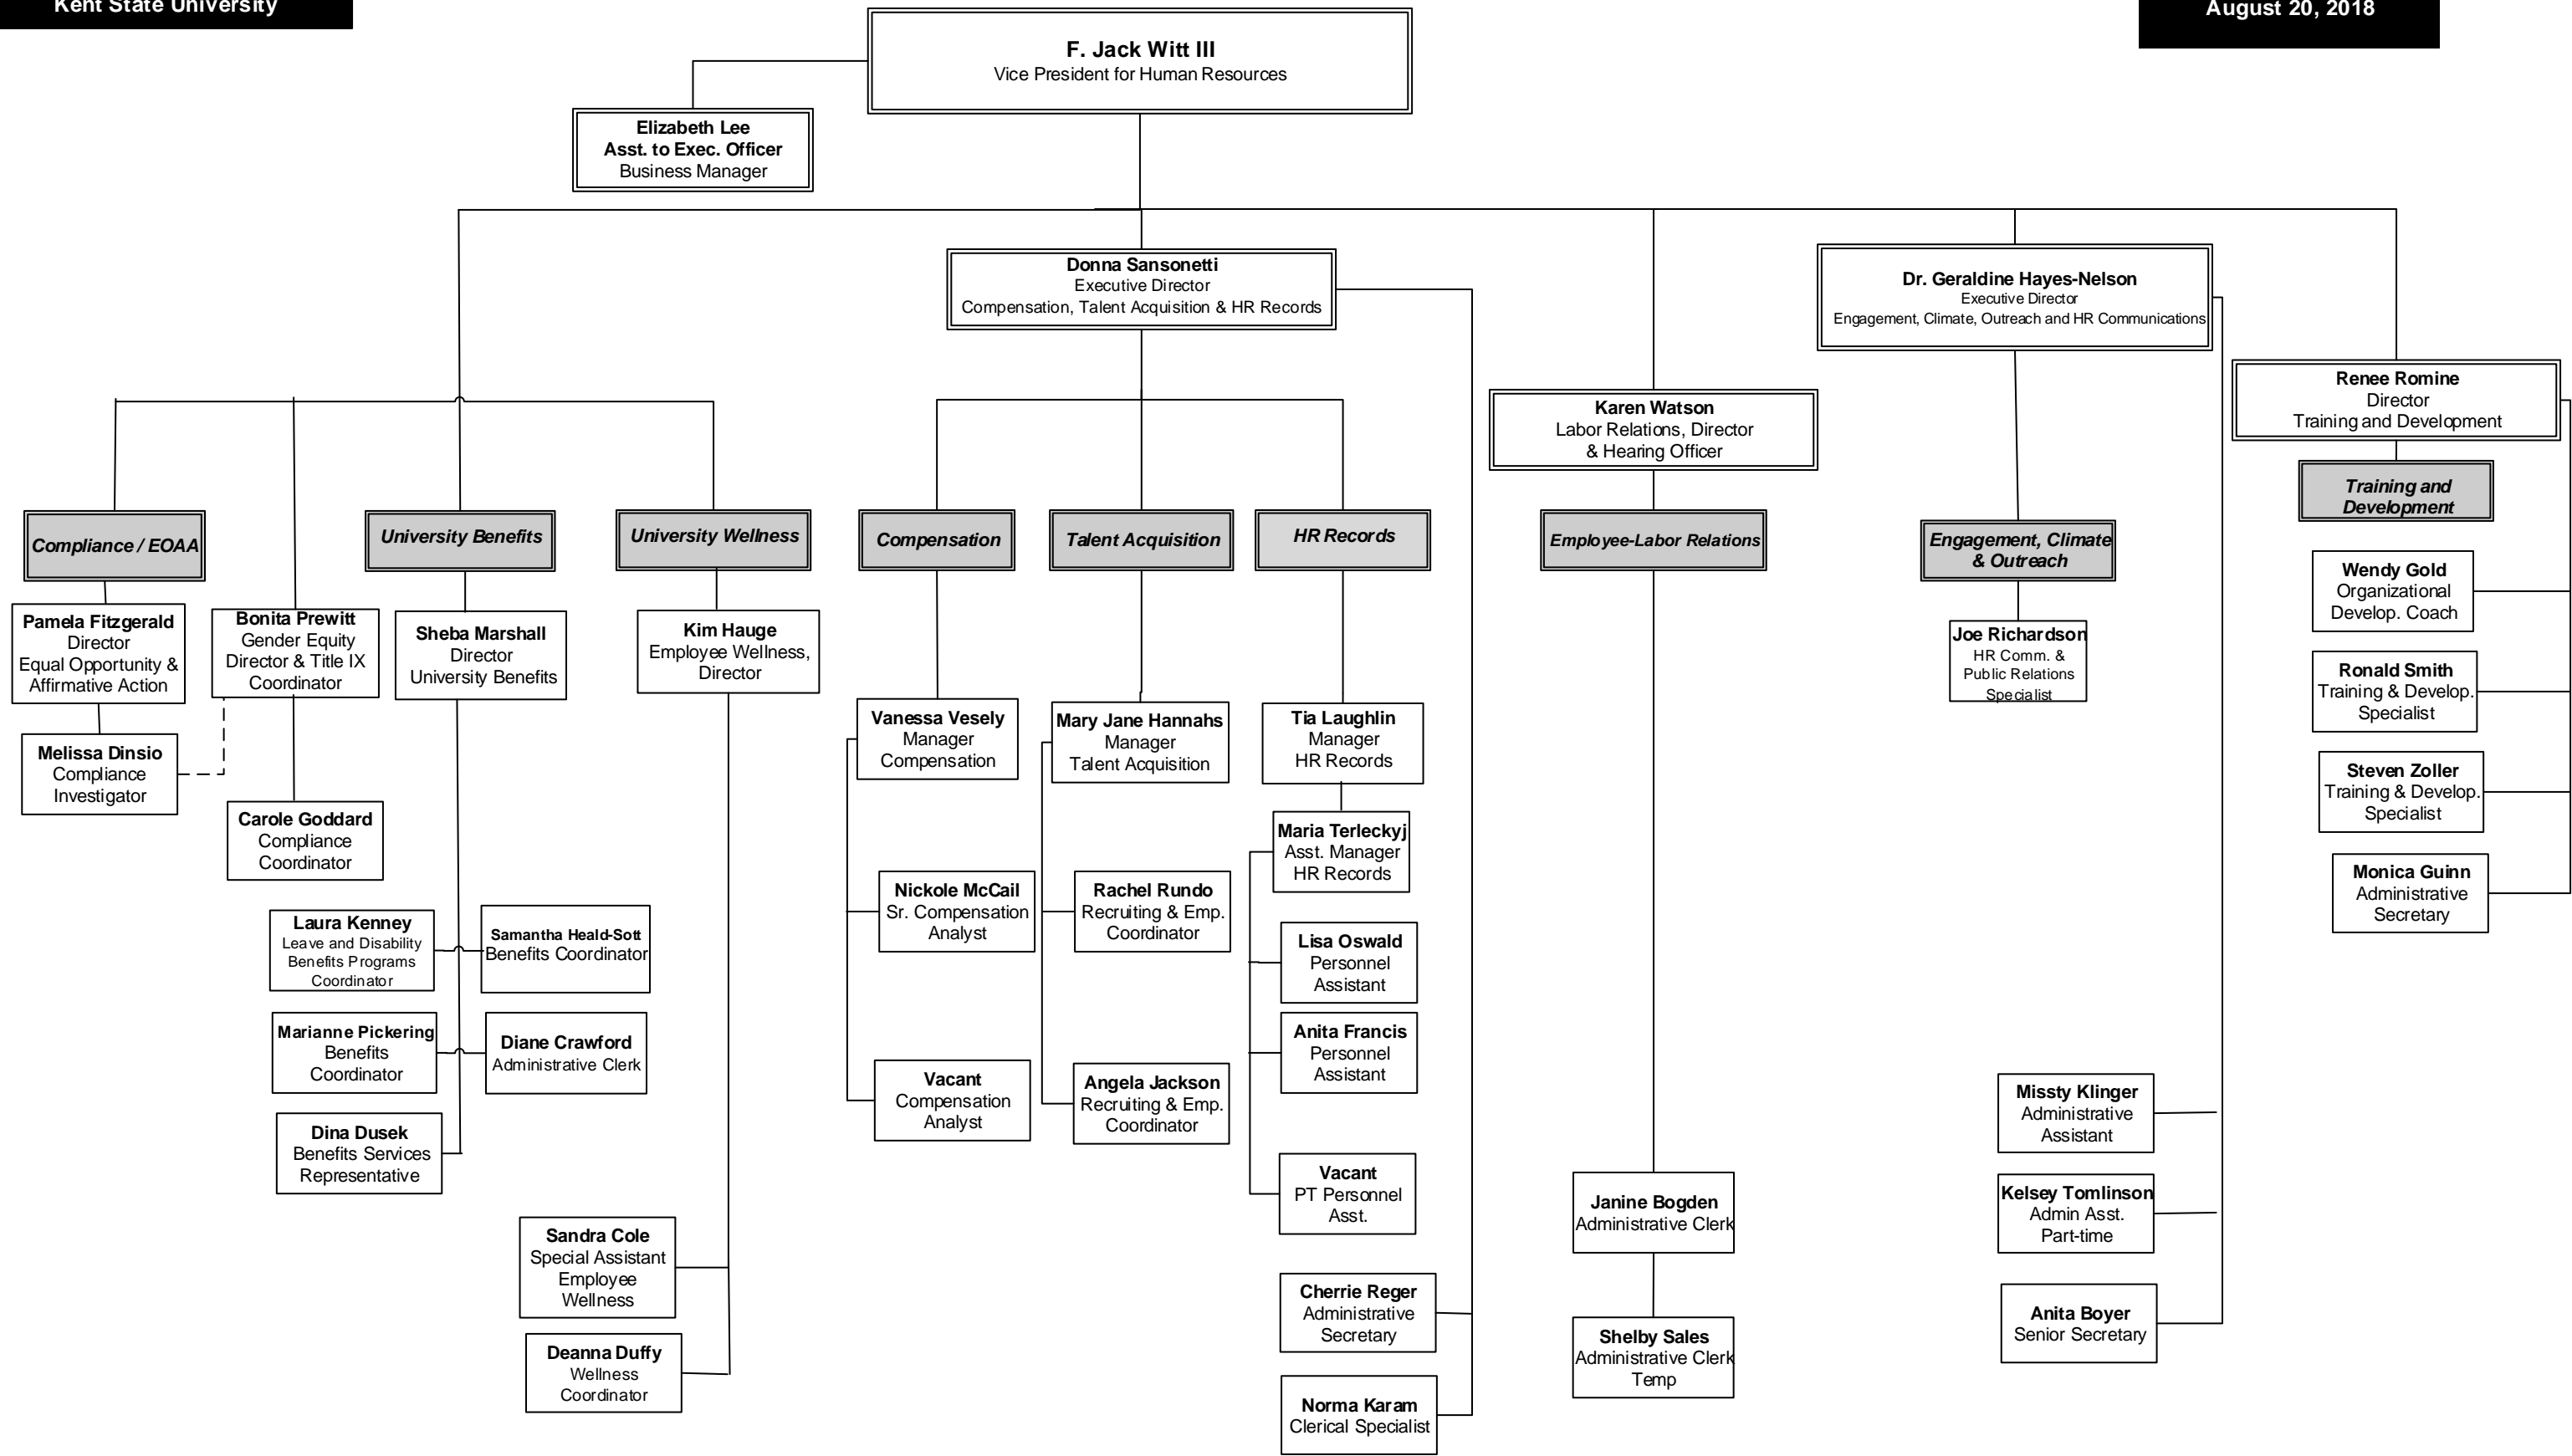 Kent State University
August 20, 2018
F. Jack Witt III
Vice President for Human Resources
Elizabeth Lee
Asst. to Exec. Officer
Business Manager
Donna Sansonetti
Executive Director
Compensation, Talent Acquisition & HR Records
Dr. Geraldine Hayes-Nelson
Executive Director
Engagement, Climate, Outreach and HR Communications
Renee Romine
Director
Training and Development
Karen Watson
Labor Relations, Director
& Hearing Officer
Compliance / EOAA
University Benefits
University Wellness
Compensation
Talent Acquisition
HR Records
Employee-Labor Relations
Engagement, Climate
& Outreach
Training and
Development
Pamela Fitzgerald
Director
Equal Opportunity &
Affirmative Action
Bonita Prewitt
Gender Equity
Director & Title IX
Coordinator
Sheba Marshall
Director
University Benefits
Kim Hauge
Employee Wellness,
Director
Melissa Dinsio
Compliance
Investigator
Carole Goddard
Compliance
Coordinator
Laura Kenney
Leave and Disability
Benefits Programs
Coordinator
Samantha Heald-Sott
Benefits Coordinator
Marianne Pickering
Benefits
Coordinator
Diane Crawford
Administrative Clerk
Dina Dusek
Benefits Services
Representative
Sandra Cole
Special Assistant
Employee
Wellness
Deanna Duffy
Wellness
Coordinator
Vanessa Vesely
Manager
Compensation
Nickole McCail
Sr. Compensation
Analyst
Vacant
Compensation
Analyst
Mary Jane Hannahs
Manager
Talent Acquisition
Rachel Rundo
Recruiting & Emp.
Coordinator
Angela Jackson
Recruiting & Emp.
Coordinator
Tia Laughlin
Manager
HR Records
Maria Terleckyj
Asst. Manager
HR Records
Lisa Oswald
Personnel
Assistant
Anita Francis
Personnel
Assistant
Vacant
PT Personnel
Asst.
Cherrie Reger
Administrative
Secretary
Norma Karam
Clerical Specialist
Janine Bogden
Administrative Clerk
Shelby Sales
Administrative Clerk
Temp
Joe Richardson
HR Comm. &
Public Relations
Specialist
Missty Klinger
Administrative
Assistant
Kelsey Tomlinson
Admin Asst.
Part-time
Anita Boyer
Senior Secretary
Wendy Gold
Organizational
Develop. Coach
Ronald Smith
Training & Develop.
Specialist
Steven Zoller
Training & Develop.
Specialist
Monica Guinn
Administrative
Secretary